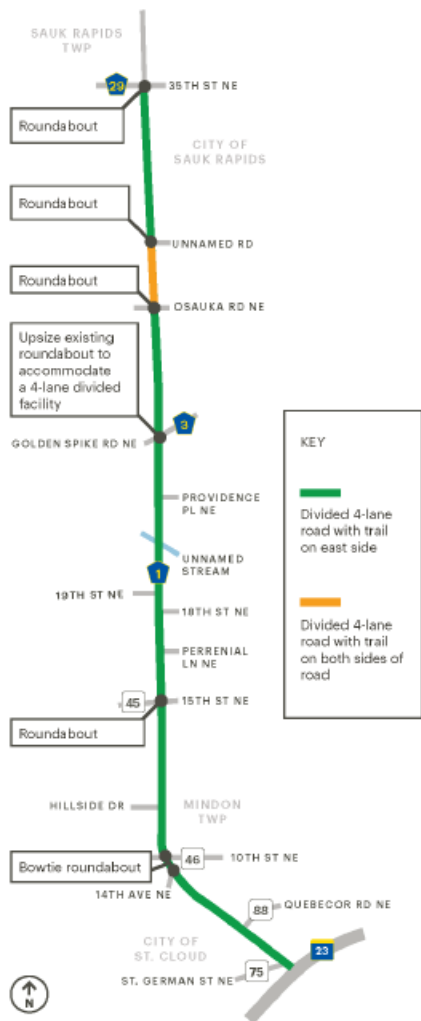 SAUK RAPIDS
TWP
29
35TH ST NE
Roundabout
CITY OF
SAUK RAPIDS
Roundabout
UNNAMED RD
Roundabout
OSAUKA RD NE
Upsize existing
roundabout to
accommodate
a 4-lane divided
facility
3
GOLDEN SPIKE RD NE
KEY
PROVIDENCE
PL NE
Divided 4-lane
road with trail
on east side
UNNAMED
STREAM
1
19TH ST NE
18TH ST NE
Divided 4-lane
road with trail
on both sides of
road
PERRENIAL
LN NE
45
15TH ST NE
Roundabout
HILLSIDE DR
MINDON
TWP
46
10TH ST NE
Bowtie roundabout
14TH AVE NE
88
QUEBECOR RD NE
CITY OF
ST. CLOUD
23
75
ST. GERMAN ST NE
N